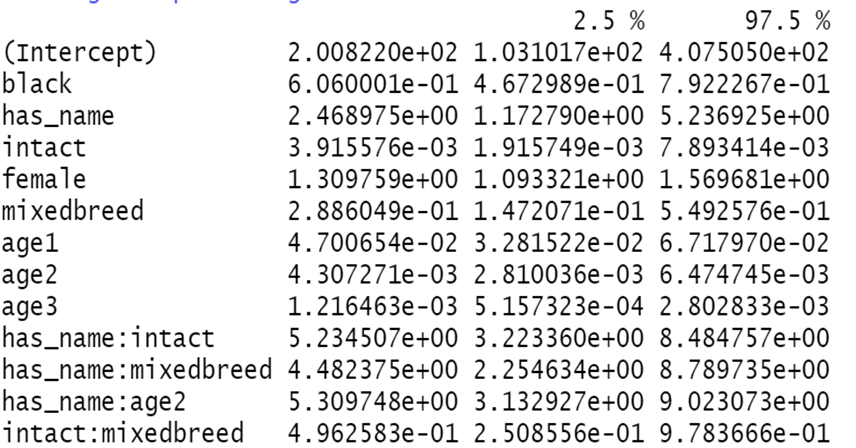 2.5 % 97.5 %
(Intercept) 2.008220e+02 1.031017e+02 4.075050e+02
black 6.060001e-01 4.672989e-01 7.922267e-01
has_name 2.468975e+00 1.172790e+00 5.236925e+00
intact 3.915576e-03 1.915749e-03 7.893414e-03
female 1.309759e+00 1.093321e+00 1.569681e+00
mixedbreed 2.886049e-01 1.472071e-01 5.492576e-01
age1 4.700654e-02 3.281522e-02 6.717970e-02
age2 4.307271e-03 2.810036e-03 6.474745e-03
age3 1.216463e-03 5.157323e-04 2.802833e-03
has_name:intact 5.234507e+00 3.223360e+00 8.484757e+00
has_name:mixedbreed 4.482375e+00 2.254634e+00 8.789735e+00
has_name:age2 5.309748e+00 3.132927e+00 9.023073e+00
intact:mixedbreed 4.962583e-01 2.508556e-01 9.783666e-01